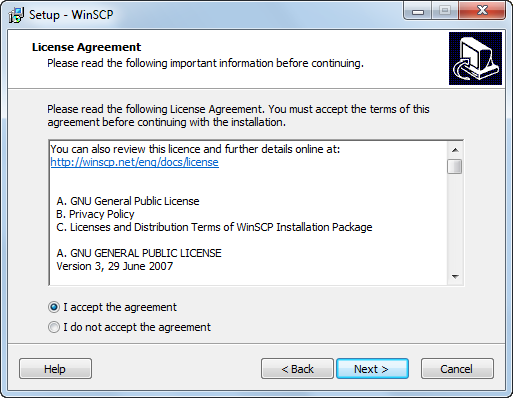 Setup - WinSCP
License Agreement
Please read the following important information before continuing.
Please read the following License Agreement. You must accept the terms of this
agreement before continuing with the installation.
You can also review this licence and further details online at:
http://winscp.net/eng/docs/license
A. GNU General Public License
B. Privacy Policy
C. Licenses and Distribution Terms of WinSCP Installation Package
A. GNU GENERAL PUBLIC LICENSE
Version 3, 29 June 2007
I accept the agreement
I do not accept the agreement
Help
< Back
Next >
Cancel